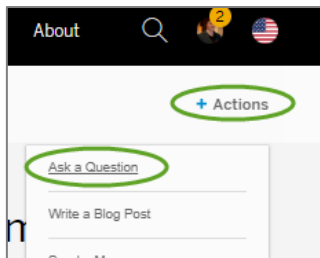 About
2
+ Actions
Ask a Question
Write a Blog Post
m